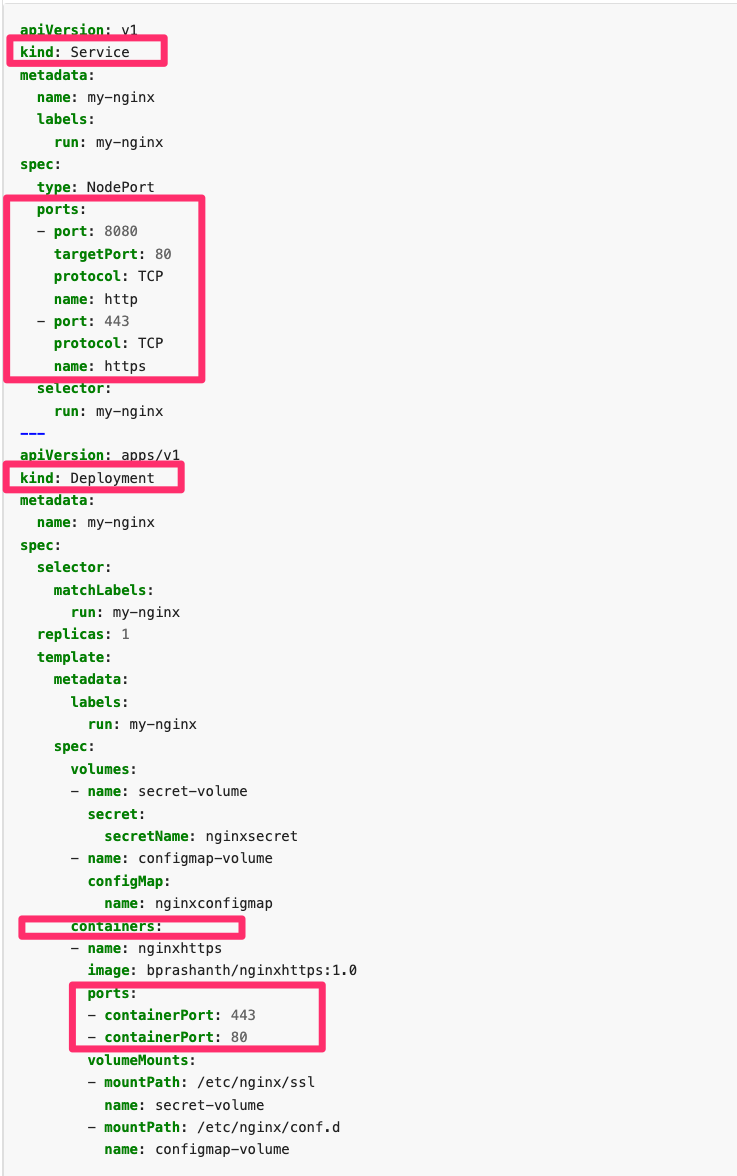 apiVersion: v1
kind: Service
metadata:
  name: my-nginx
  labels:
    run: my-nginx
spec:
  type: NodePort
  ports:
  - port: 8080
    targetPort: 80
    protocol: TCP
    name: http
  - port: 443
    protocol: TCP
    name: https
  selector:
    run: my-nginx
---
apiVersion: apps/v1
kind: Deployment
metadata:
  name: my-nginx
spec:
  selector:
    matchLabels:
      run: my-nginx
  replicas: 1
  template:
    metadata:
      labels:
        run: my-nginx
    spec:
      volumes:
      - name: secret-volume
        secret:
          secretName: nginxsecret
      - name: configmap-volume
        configMap:
          name: nginxconfigmap
      containers:
      - name: nginxhttps
        image: bprashanth/nginxhttps:1.0
        ports:
        - containerPort: 443
        - containerPort: 80
        volumeMounts:
        - mountPath: /etc/nginx/ssl
          name: secret-volume
        - mountPath: /etc/nginx/conf.d
          name: configmap-volume